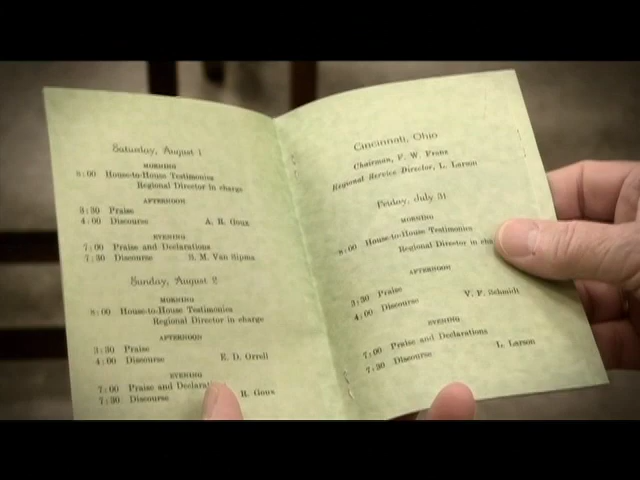 Saturday, August 1
MORNING
8:00 House-to-House Testimonies
Regional Director in charge
AFTERNOON
3:30 Praise
4:00 Discourse A. R. Goux
EVENING
7:00 Praise and Declarations
7:30 Discourse S. M. Van Sipma
Sunday, August 2
MORNING
8:00 House-to-House Testimonies
Regional Director in charge
AFTERNOON
3:30 Praise
4:00 Discourse E. D. Orrell
EVENING
7:00 Praise and Declarat
7:30 Discourse R. Goux
Cincinnati, Ohio
Chairman, F. W. Franz
Regional Service Director, L. Larson
Friday, July 31
MORNING
8:00 House-to-House Testimonies
Regional Director in cha
AFTERNOON
3:30 Praise
4:00 Discourse V. F. Schmidt
EVENING
7:00 Praise and Declarations
7:30 Discourse L. Larson